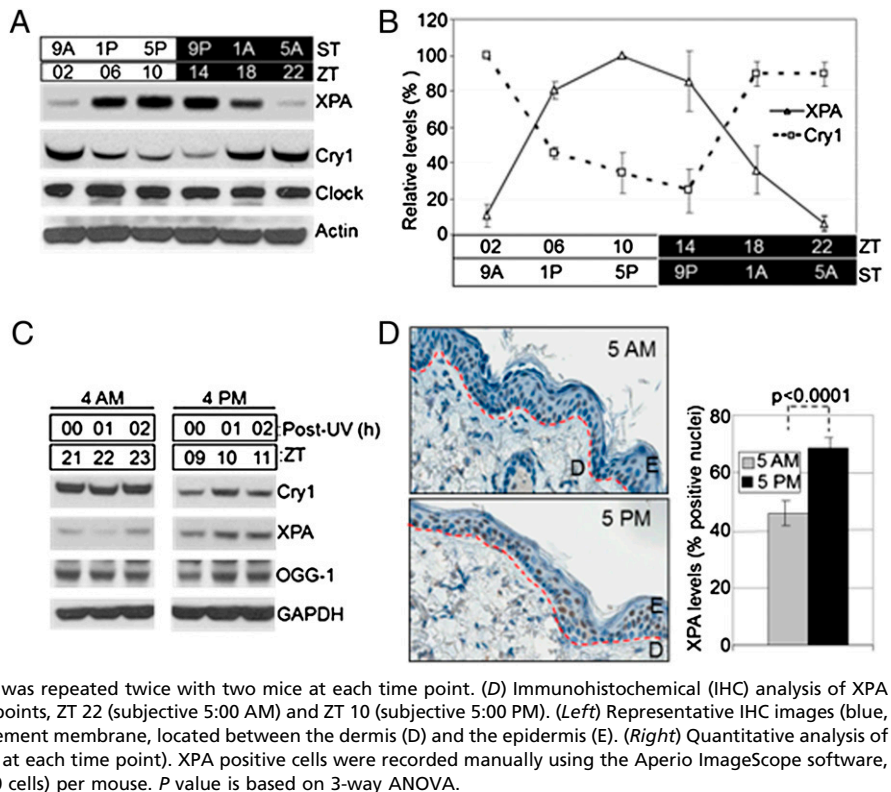 A
9A 1P 5P 9P 1A 5A ST
02 06 10 14 18 22 ZT
XPA
Cry1
Clock
Actin
B
Relative levels (%)
120
100
80
60
40
20
0
XPA
Cry1
02 06 10 14 18 22 ZT
9A 1P 5P 9P 1A 5A ST
C
4 AM 4 PM
00 01 02 00 01 02 :Post-UV (h)
21 22 23 09 10 11 :ZT
Cry1
XPA
OGG-1
GAPDH
D
5 AM
D E
5 PM
E
D
XPA levels (% positive nuclei)
p<0.0001
80
60
40
20
0
5 AM
5 PM
was repeated twice with two mice at each time point. (D) Immunohistochemical (IHC) analysis of XPA
points, ZT 22 (subjective 5:00 AM) and ZT 10 (subjective 5:00 PM). (Left) Representative IHC images (blue,
ement membrane, located between the dermis (D) and the epidermis (E). (Right) Quantitative analysis of
at each time point). XPA positive cells were recorded manually using the Aperio ImageScope software,
0 cells) per mouse. P value is based on 3-way ANOVA.